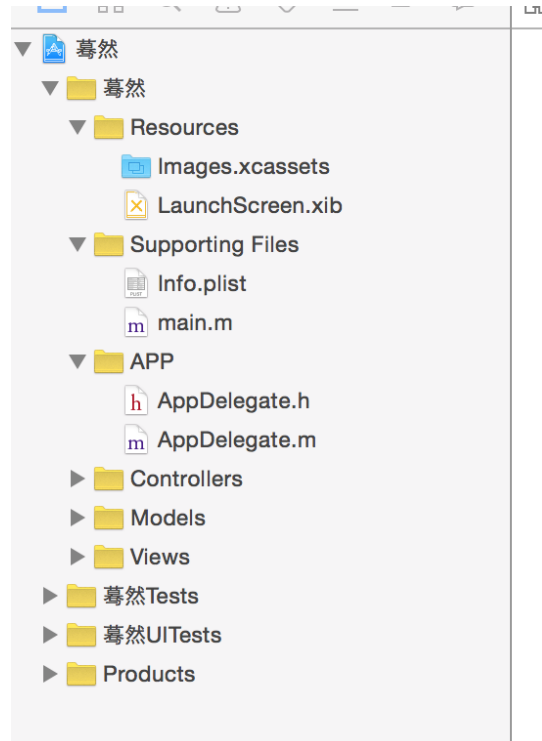 蓦然
蓦然
Resources
Images.xcassets
LaunchScreen.xib
Supporting Files
Info.plist
main.m
APP
AppDelegate.h
AppDelegate.m
Controllers
Models
Views
蓦然Tests
蓦然UITests
Products